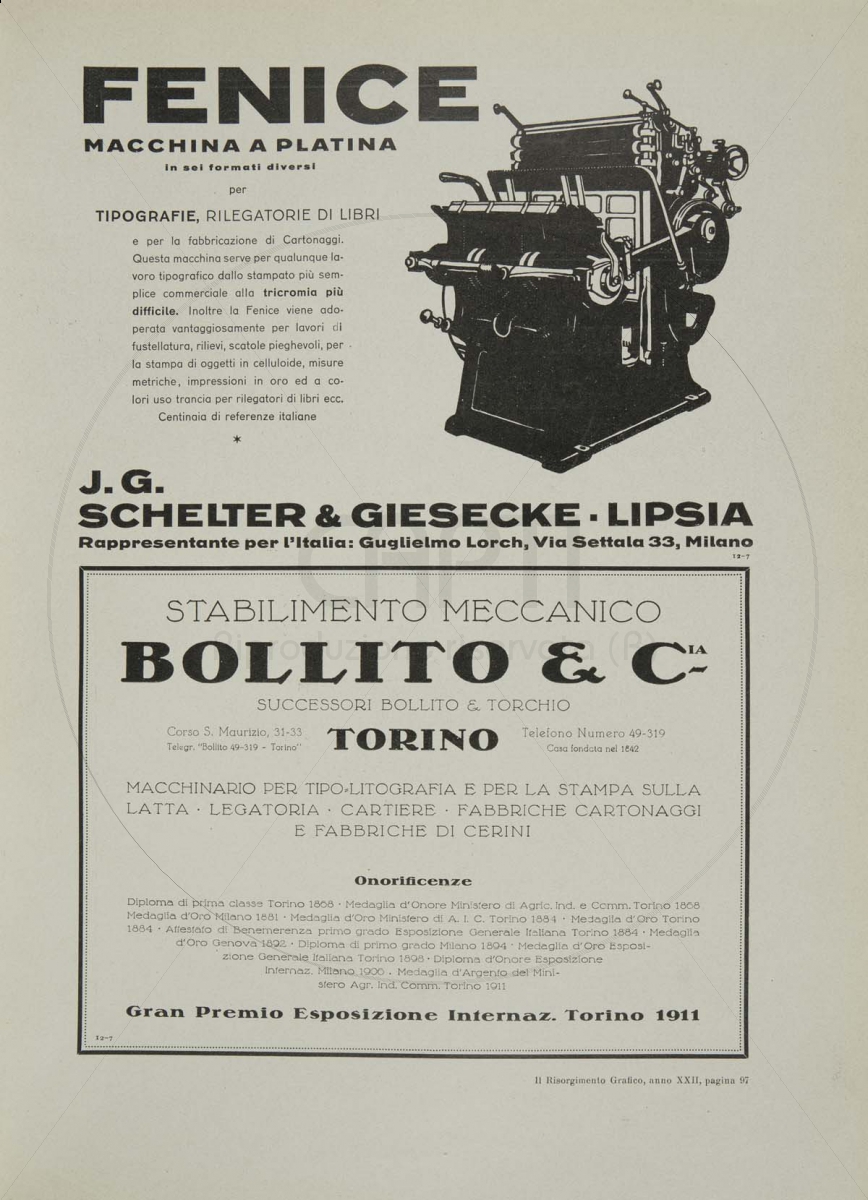 FENICE
MACCHINA A PLATINA
in sei formati diversi
per
TIPOGRAFIE, RILEGATORIE DI LIBRI
e per la fabbricazione di Cartonaggi.
Questa macchina serve per qualunque la-
voro tipografico dallo stampato più sem-
plice commerciale alla tricromia più
difficile. Inoltre la Fenice viene ado-
perata vantaggiosamente per lavori di
fustellatura, rilievi, scatole pieghevoli, per
la stampa di oggetti in celluloide, misure
metriche, impressioni in oro ed a co-
lori uso trancia per rilegatori di libri ecc.
Centinaia di referenze italiane
*
J. G.
SCHELTER & GIESECKE · LIPSIA
Rappresentante per l'Italia: Guglielmo Lorch, Via Settala 33, Milano
12-7
STABILIMENTO MECCANICO
BOLLITO & CIA
SUCCESSORI BOLLITO & TORCHIO
Corso S. Maurizio, 31-33
Telegr. "Bollito 49-319 - Torino"
TORINO
Telefono Numero 49-319
Casa fondata nel 1842
MACCHINARIO PER TIPO-LITOGRAFIA E PER LA STAMPA SULLA
LATTA · LEGATORIA · CARTIERE · FABBRICHE CARTONAGGI
E FABBRICHE DI CERINI
Onorificenze
Diploma di prima classe Torino 1868 · Medaglia d'Onore Ministero di Agric. Ind. e Comm. Torino 1868
Medaglia d'Oro Milano 1881 · Medaglia d'Oro Ministero di A. I. C. Torino 1884 · Medaglia d'Oro Torino
1884 · Attestato di Benemerenza primo grado Esposizione Generale Italiana Torino 1884 · Medaglia
d'Oro Genova 1892 · Diploma di primo grado Milano 1894 · Medaglia d'Oro Esposi-
zione Generale Italiana Torino 1898 · Diploma d'Onore Esposizione
Internaz. Milano 1906 . Medaglia d'Argento del Mini-
stero Agr. Ind. Comm. Torino 1911
Gran Premio Esposizione Internaz. Torino 1911
12-7
Il Risorgimento Grafico, anno XXII, pagina 97